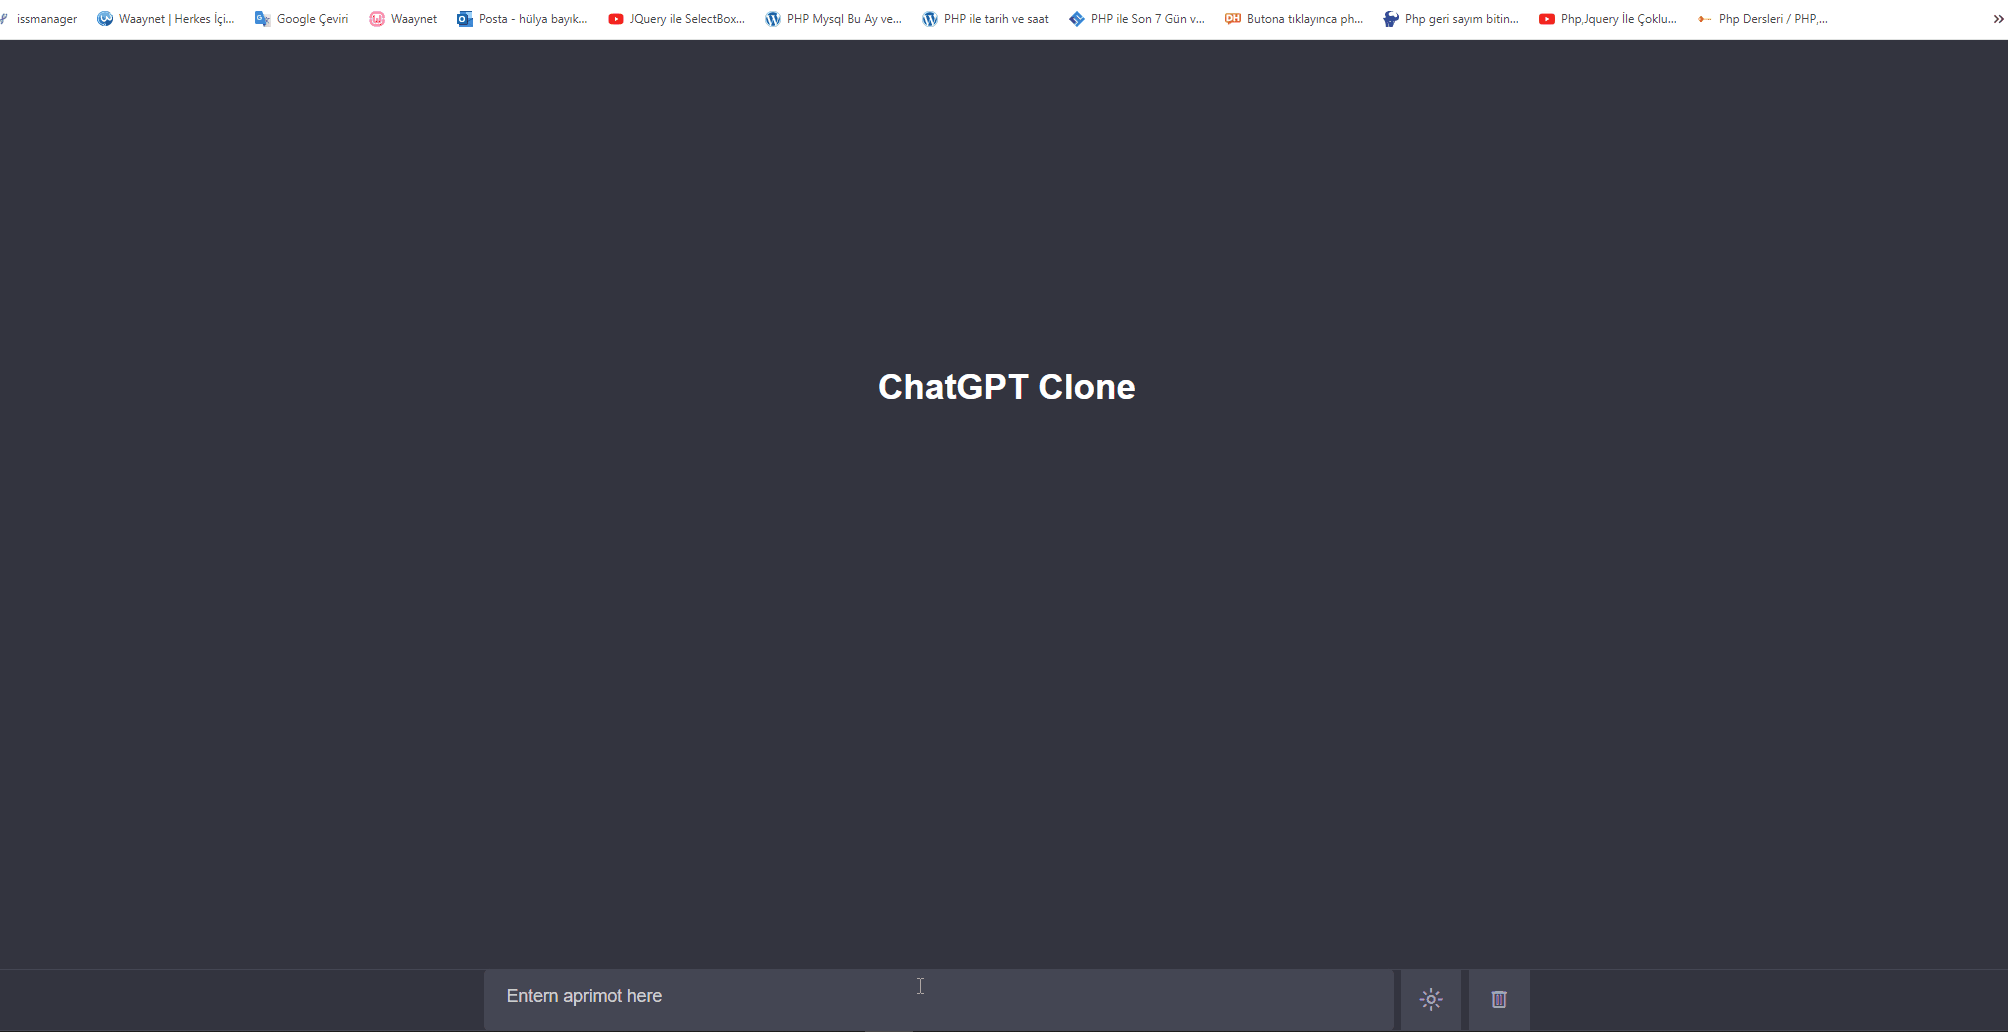 issmanager Waaynet | Herkes İçi... Google Çeviri Waaynet Posta - hülya bayık... JQuery ile SelectBox... PHP Mysql Bu Ay ve... PHP ile tarih ve saat PHP ile Son 7 Gün v... DH Butona tıklayınca ph... Php geri sayım bitin... Php,Jquery İle Çoklu... Php Dersleri / PHP,...
ChatGPT Clone
Entern aprimot here